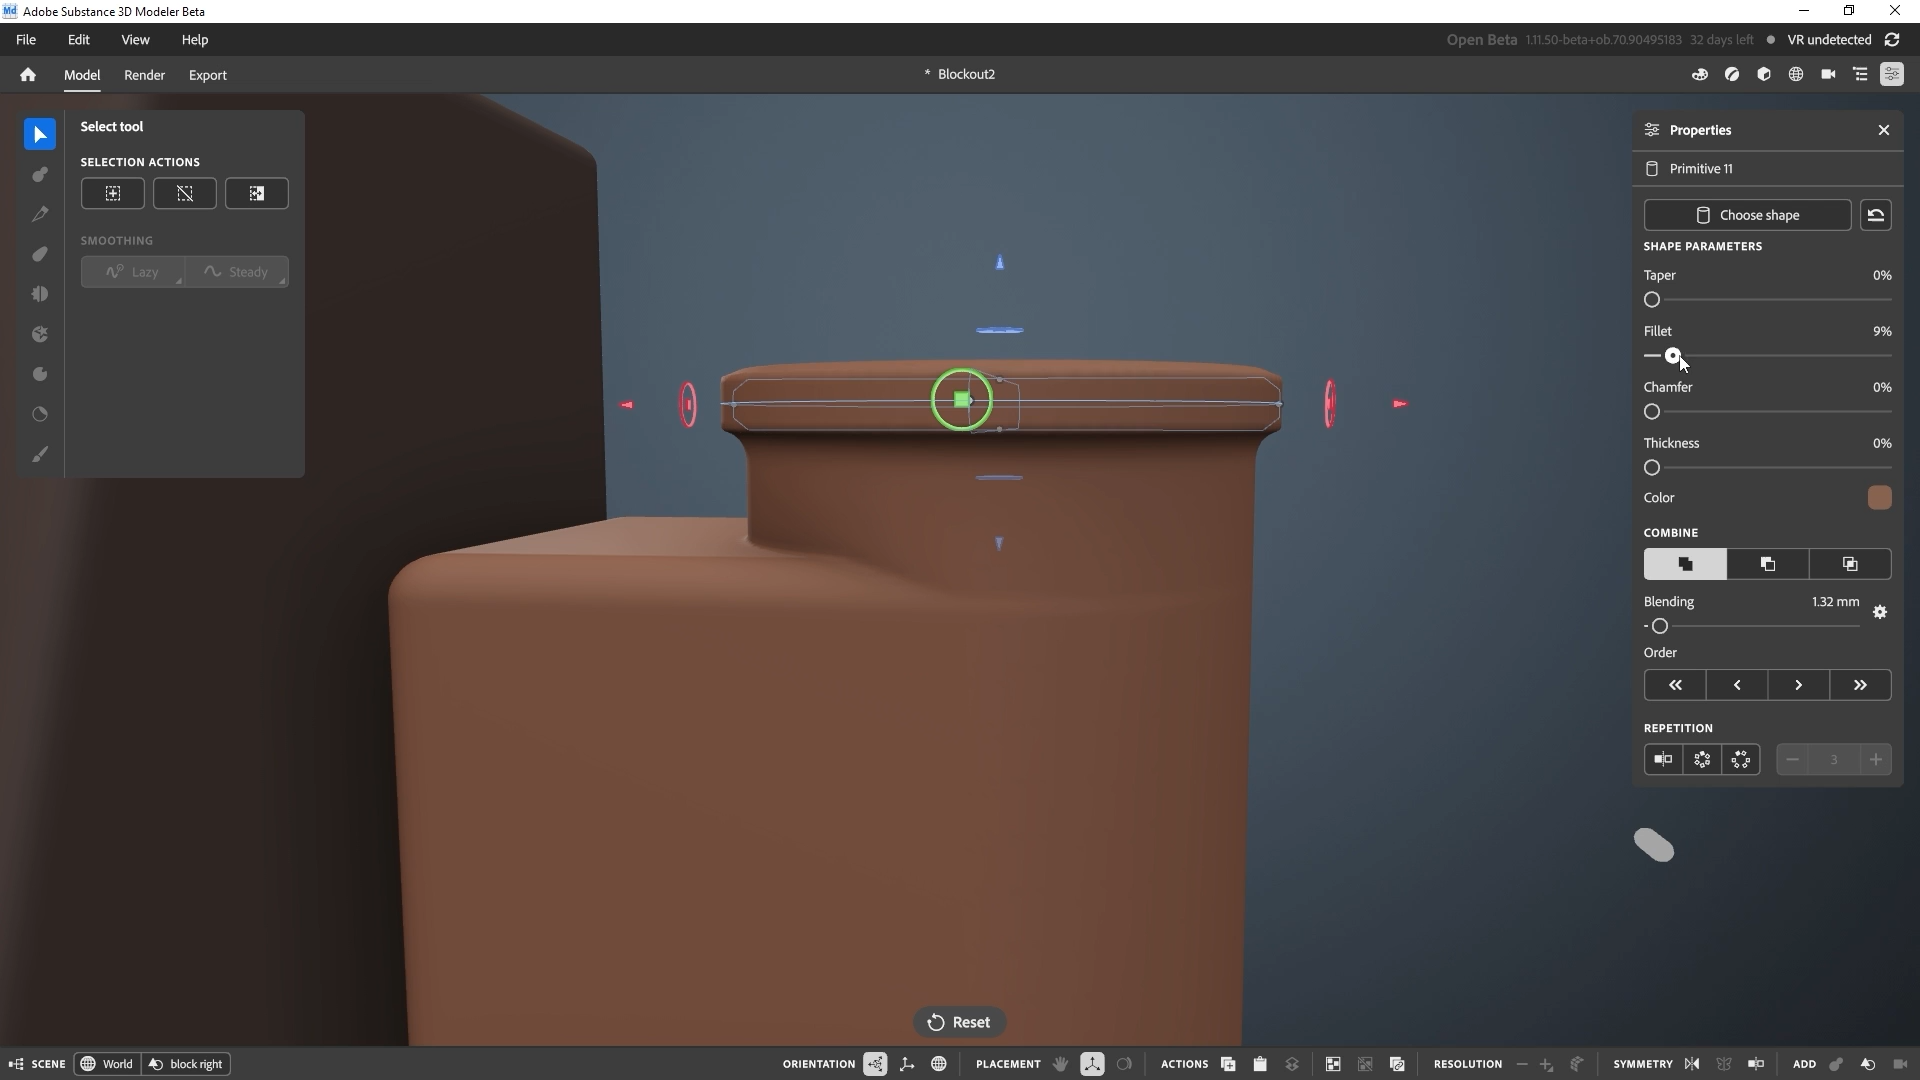 Md Adobe Substance 3D Modeler Beta
File Edit View Help
Open Beta 1.11.50-beta+ob.70.90495183 32 days left VR undetected
Model Render Export
* Blockout2
Select tool
SELECTION ACTIONS
SMOOTHING
Lazy Steady
Properties
Primitive 11
Choose shape
SHAPE PARAMETERS
Taper 0%
Fillet 9%
Chamfer 0%
Thickness 0%
Color
COMBINE
Blending 1.32 mm
Order
REPETITION
3
Reset
SCENE World block right ORIENTATION PLACEMENT ACTIONS RESOLUTION SYMMETRY ADD